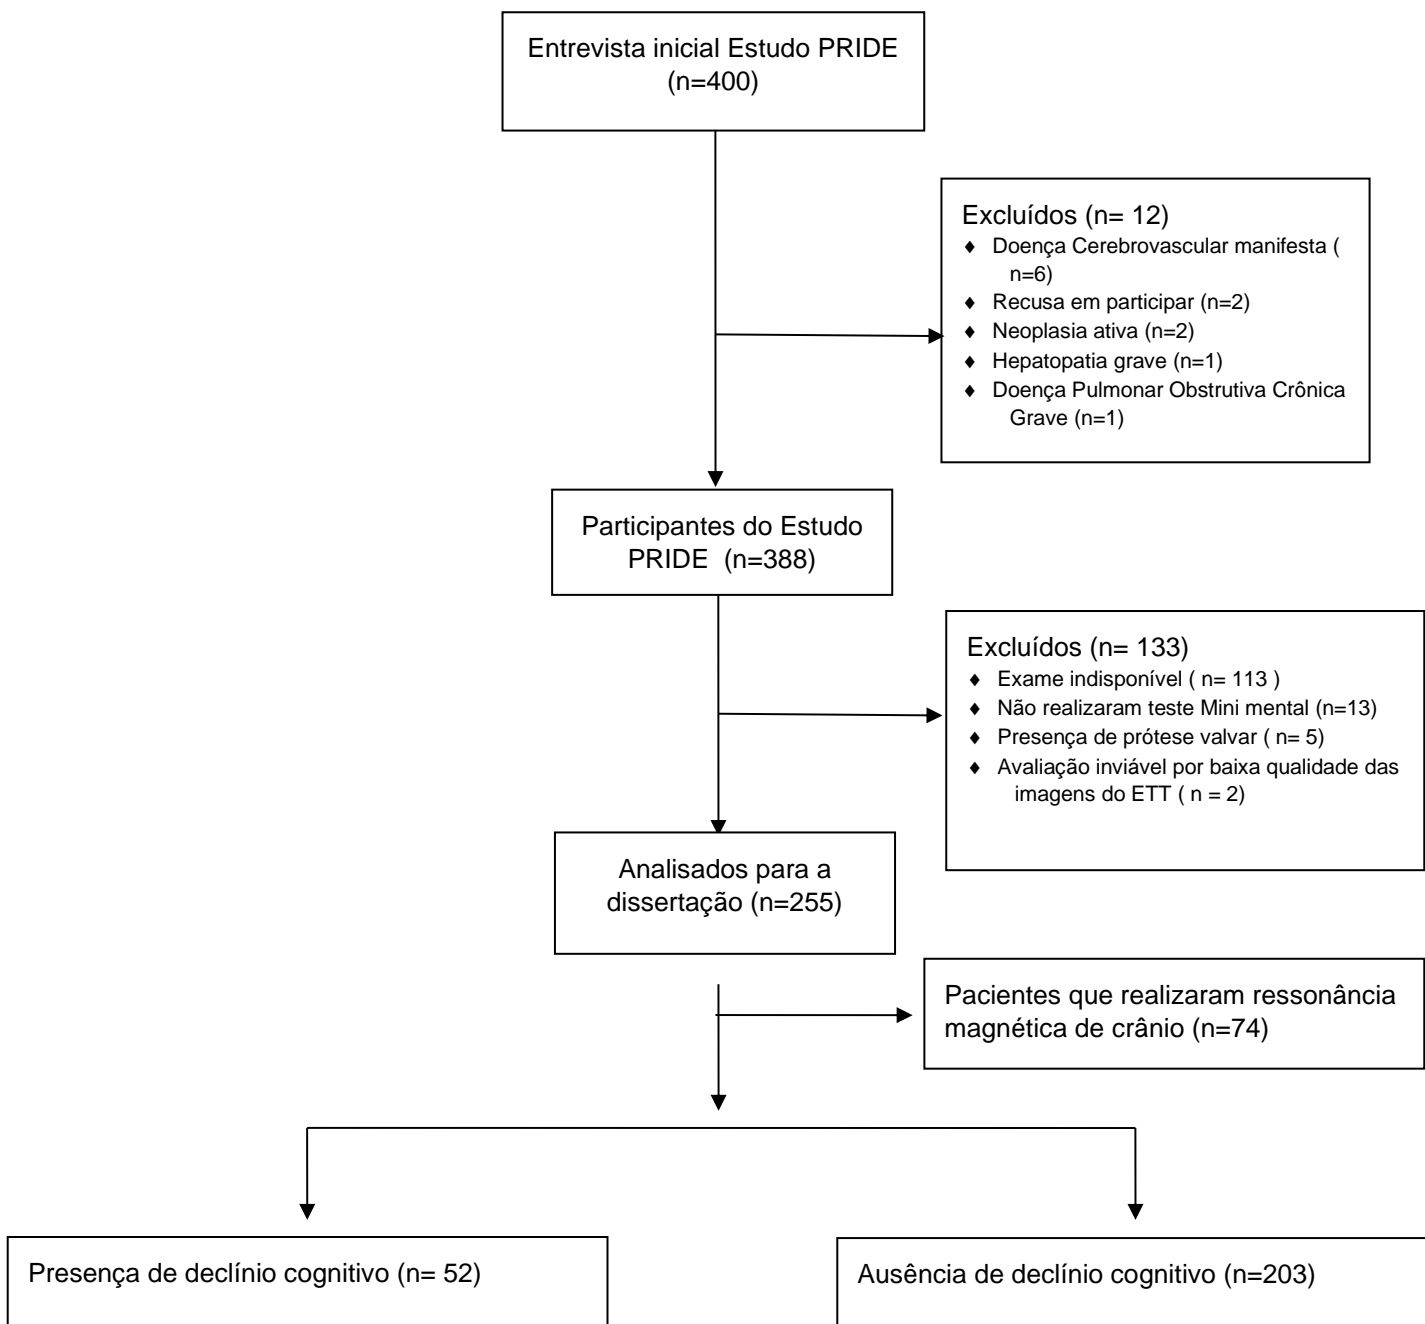 Entrevista inicial Estudo PRIDE
(n=400)
Excluídos (n= 12)
♦ Doença Cerebrovascular manifesta (
n=6)
♦ Recusa em participar (n=2)
♦ Neoplasia ativa (n=2)
♦ Hepatopatia grave (n=1)
♦ Doença Pulmonar Obstrutiva Crônica
Grave (n=1)
Participantes do Estudo
PRIDE (n=388)
Excluídos (n= 133)
♦ Exame indisponível ( n= 113 )
♦ Não realizaram teste Mini mental (n=13)
♦ Presença de prótese valvar ( n= 5)
♦ Avaliação inviável por baixa qualidade das
imagens do ETT ( n = 2)
Analisados para a
dissertação (n=255)
Pacientes que realizaram ressonância
magnética de crânio (n=74)
Presença de declínio cognitivo (n= 52)
Ausência de declínio cognitivo (n=203)